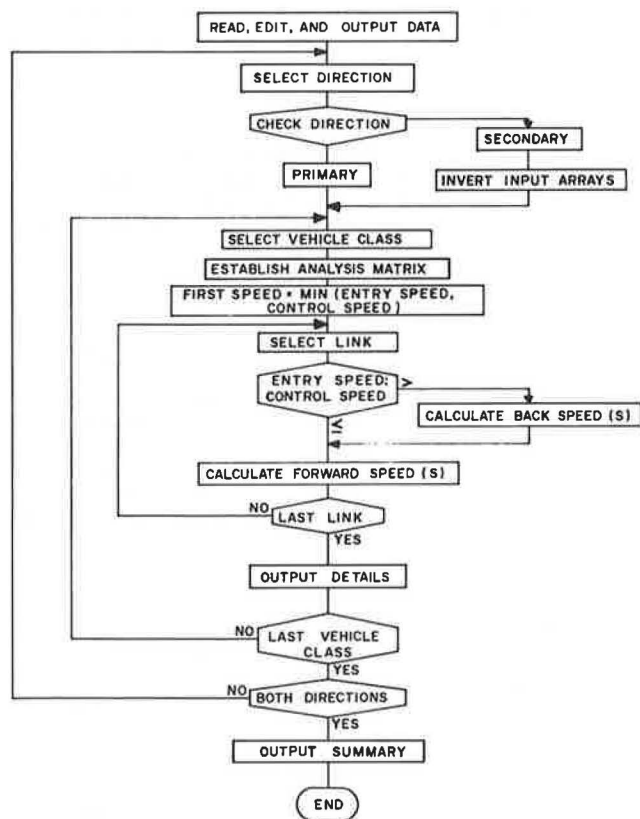 READ, EDIT, AND OUTPUT DATA
SELECT DIRECTION
CHECK DIRECTION
SECONDARY
PRIMARY
INVERT INPUT ARRAYS
SELECT VEHICLE CLASS
ESTABLISH ANALYSIS MATRIX
FIRST SPEED = MIN (ENTRY SPEED,
CONTROL SPEED)
SELECT LINK
ENTRY SPEED:
CONTROL SPEED
>
CALCULATE BACK SPEED (S)
≤
CALCULATE FORWARD SPEED (S)
NO
LAST LINK
YES
OUTPUT DETAILS
NO
LAST VEHICLE
CLASS
YES
NO
BOTH DIRECTIONS
YES
OUTPUT SUMMARY
END